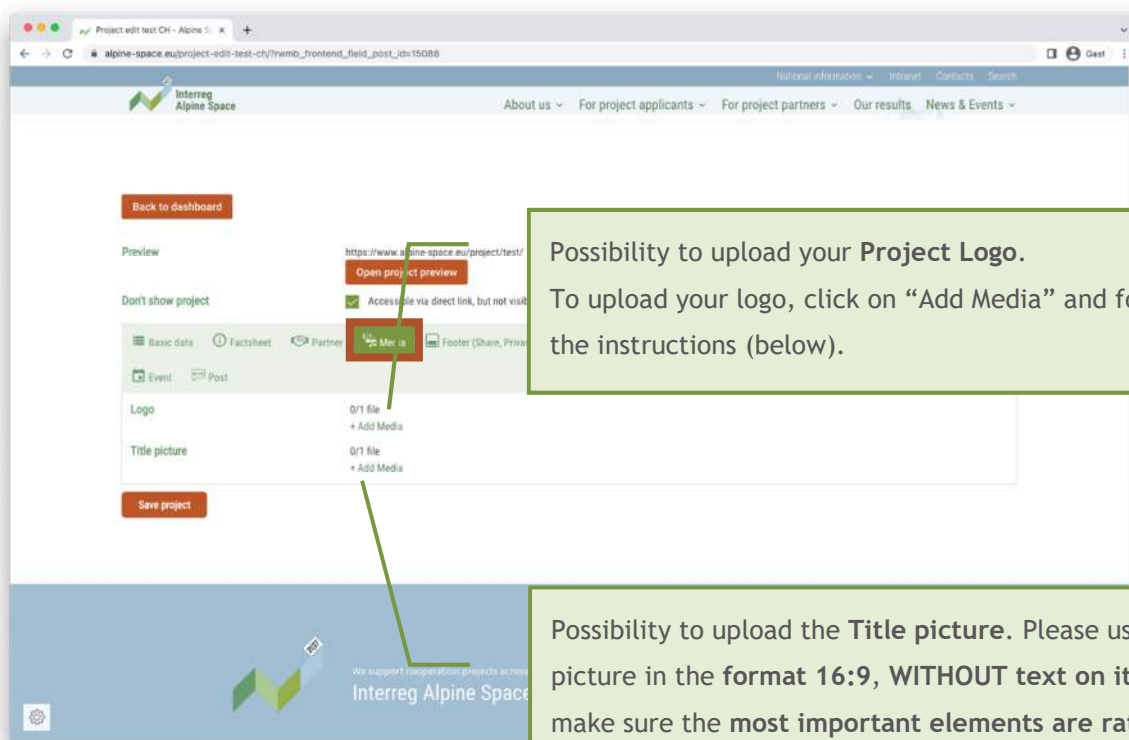 Project edit test CH - Alpine S
alpine-space.eu/project-edit-test-ch/?rwmb_frontend_field_post_id=15088
Gast
National information Intranet Contacts Search
Interreg
Alpine Space
About us For project applicants For project partners Our results News & Events
Back to dashboard
Preview
https://www.alpine-space.eu/project/test/
Open project preview
Don't show project
Accessible via direct link, but not visib
Possibility to upload your Project Logo.
To upload your logo, click on “Add Media” and fo
the instructions (below).
Basic data Factsheet Partner Media Footer (Share, Priva
Event Post
Logo
0/1 file
+ Add Media
Title picture
0/1 file
+ Add Media
Save project
We support cooperation projects across
Interreg Alpine Space
Possibility to upload the Title picture. Please us
picture in the format 16:9, WITHOUT text on it
make sure the most important elements are rat